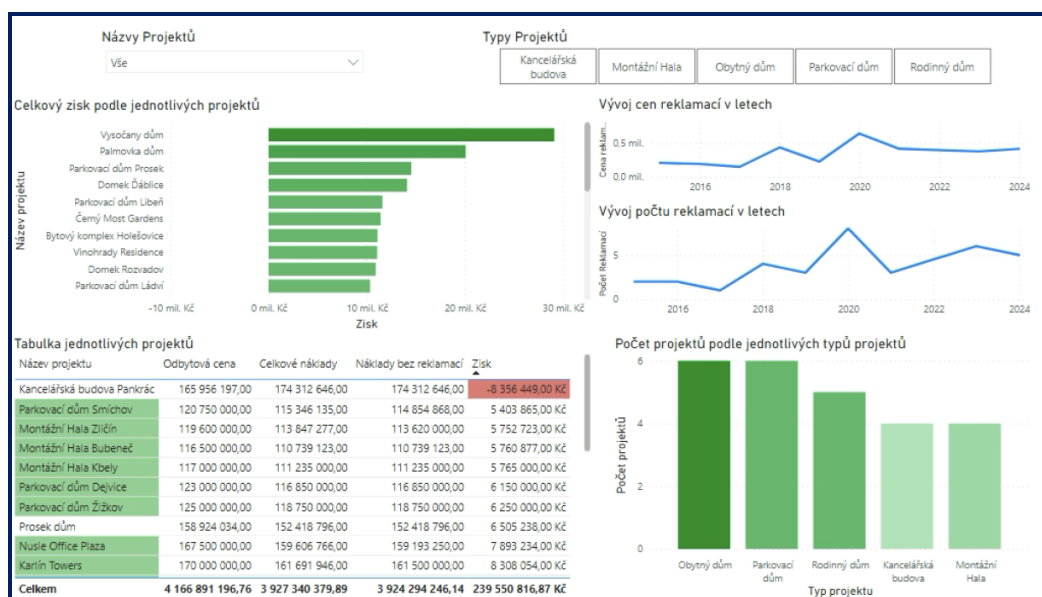 Názvy Projektů
Vše
Typy Projektů
Kancelářská budova
Montážní Hala
Obytný dům
Parkovací dům
Rodinný dům
Celkový zisk podle jednotlivých projektů
Název projektu
Vysočany dům
Palmovka dům
Parkovací dům Prosek
Domek Ďáblice
Parkovací dům Libeň
Černý Most Gardens
Bytový komplex Holešovice
Vinohrady Residence
Domek Rozvadov
Parkovací dům Ládví
-10 mil. Kč 0 mil. Kč 10 mil. Kč 20 mil. Kč 30 mil. Kč
Zisk
Vývoj cen reklamací v letech
Cena reklam...
0,5 mil.
0,0 mil.
2016 2018 2020 2022 2024
Vývoj počtu reklamací v letech
Počet Reklamací
5
0
2016 2018 2020 2022 2024
Tabulka jednotlivých projektů
Název projektu Odbytová cena Celkové náklady Náklady bez reklamací Zisk
Kancelářská budova Pankrác 165 956 197,00 174 312 646,00 174 312 646,00 -8 356 449,00 Kč
Parkovací dům Smíchov 120 750 000,00 115 346 135,00 114 854 868,00 5 403 865,00 Kč
Montážní Hala Zličín 119 600 000,00 113 847 277,00 113 620 000,00 5 752 723,00 Kč
Montážní Hala Bubeneč 116 500 000,00 110 739 123,00 110 739 123,00 5 760 877,00 Kč
Montážní Hala Kbely 117 000 000,00 111 235 000,00 111 235 000,00 5 765 000,00 Kč
Parkovací dům Dejvice 123 000 000,00 116 850 000,00 116 850 000,00 6 150 000,00 Kč
Parkovací dům Žižkov 125 000 000,00 118 750 000,00 118 750 000,00 6 250 000,00 Kč
Prosek dům 158 924 034,00 152 418 796,00 152 418 796,00 6 505 238,00 Kč
Nusle Office Plaza 167 500 000,00 159 606 766,00 159 193 250,00 7 893 234,00 Kč
Karlín Towers 170 000 000,00 161 691 946,00 161 500 000,00 8 308 054,00 Kč
Celkem 4 166 891 196,76 3 927 340 379,89 3 924 294 246,14 239 550 816,87 Kč
Počet projektů podle jednotlivých typů projektů
Počet projektů
6
4
2
0
Obytný dům
Parkovací dům
Rodinný dům
Kancelářská budova
Montážní Hala
Typ projektu